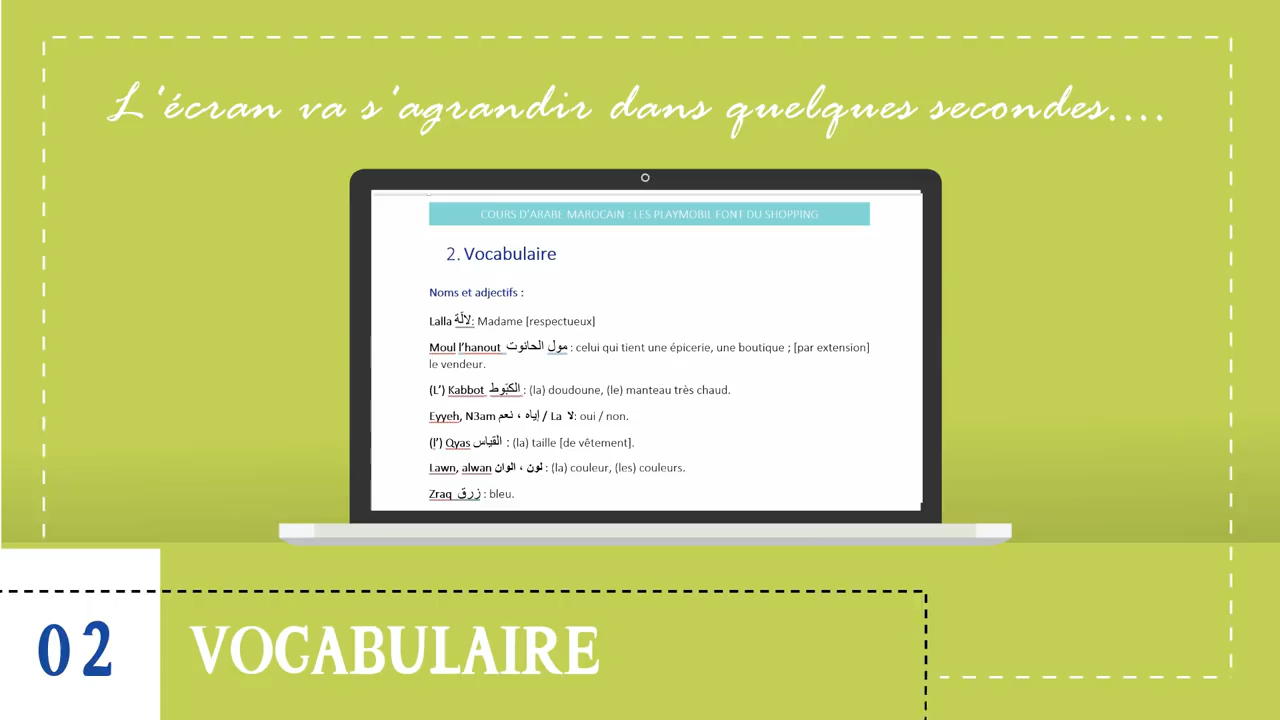 L'écran va s'agrandir dans quelques secondes....
COURS D'ARABE MAROCAIN : LES PLAYMOBIL FONT DU SHOPPING
2. Vocabulaire
Noms et adjectifs :
Lalla لالّة: Madame [respectueux]
Moul l'hanout مول الحانوت : celui qui tient une épicerie, une boutique ; [par extension]
le vendeur.
(L') Kabbot الكبّوط : (la) doudoune, (le) manteau très chaud.
Eyyeh, N3am إياه ، نعم / La لا: oui / non.
(l') Qyas القياس : (la) taille [de vêtement].
Lawn, alwan لون ، الوان : (la) couleur, (les) couleurs.
Zraq زرق : bleu.
02 VOCABULAIRE